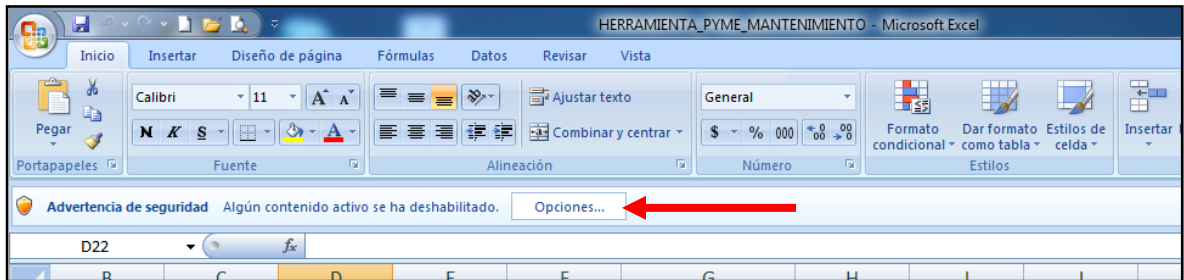 HERRAMIENTA_PYME_MANTENIMIENTO - Microsoft Excel
Inicio Insertar Diseño de página Fórmulas Datos Revisar Vista
Calibri 11 A A Ajustar texto General
Pegar N K S A Combinar y centrar $ % 000 Formato condicional Dar formato como tabla Estilos de celda Insertar
Portapapeles Fuente Alineación Número Estilos
Advertencia de seguridad Algún contenido activo se ha deshabilitado. Opciones...
D22 fx
B C D E F G H I J